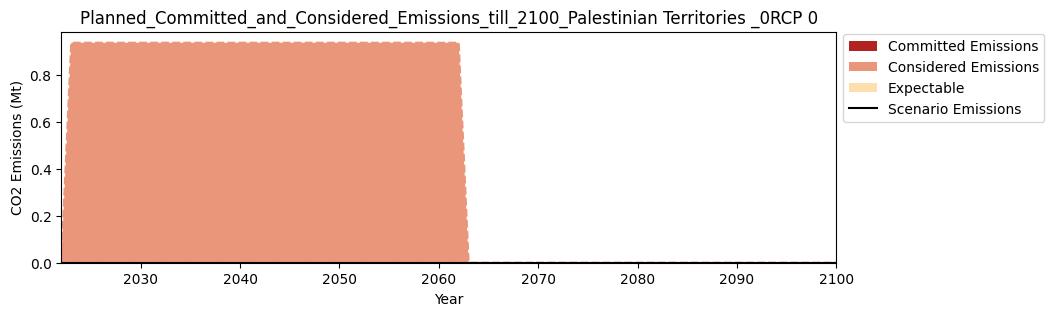 Planned_Committed_and_Considered_Emissions_till_2100_Palestinian Territories _0RCP 0
Committed Emissions
Considered Emissions
Expectable
Scenario Emissions
CO2 Emissions (Mt)
0.8
0.6
0.4
0.2
0.0
2030 2040 2050 2060 2070 2080 2090 2100
Year